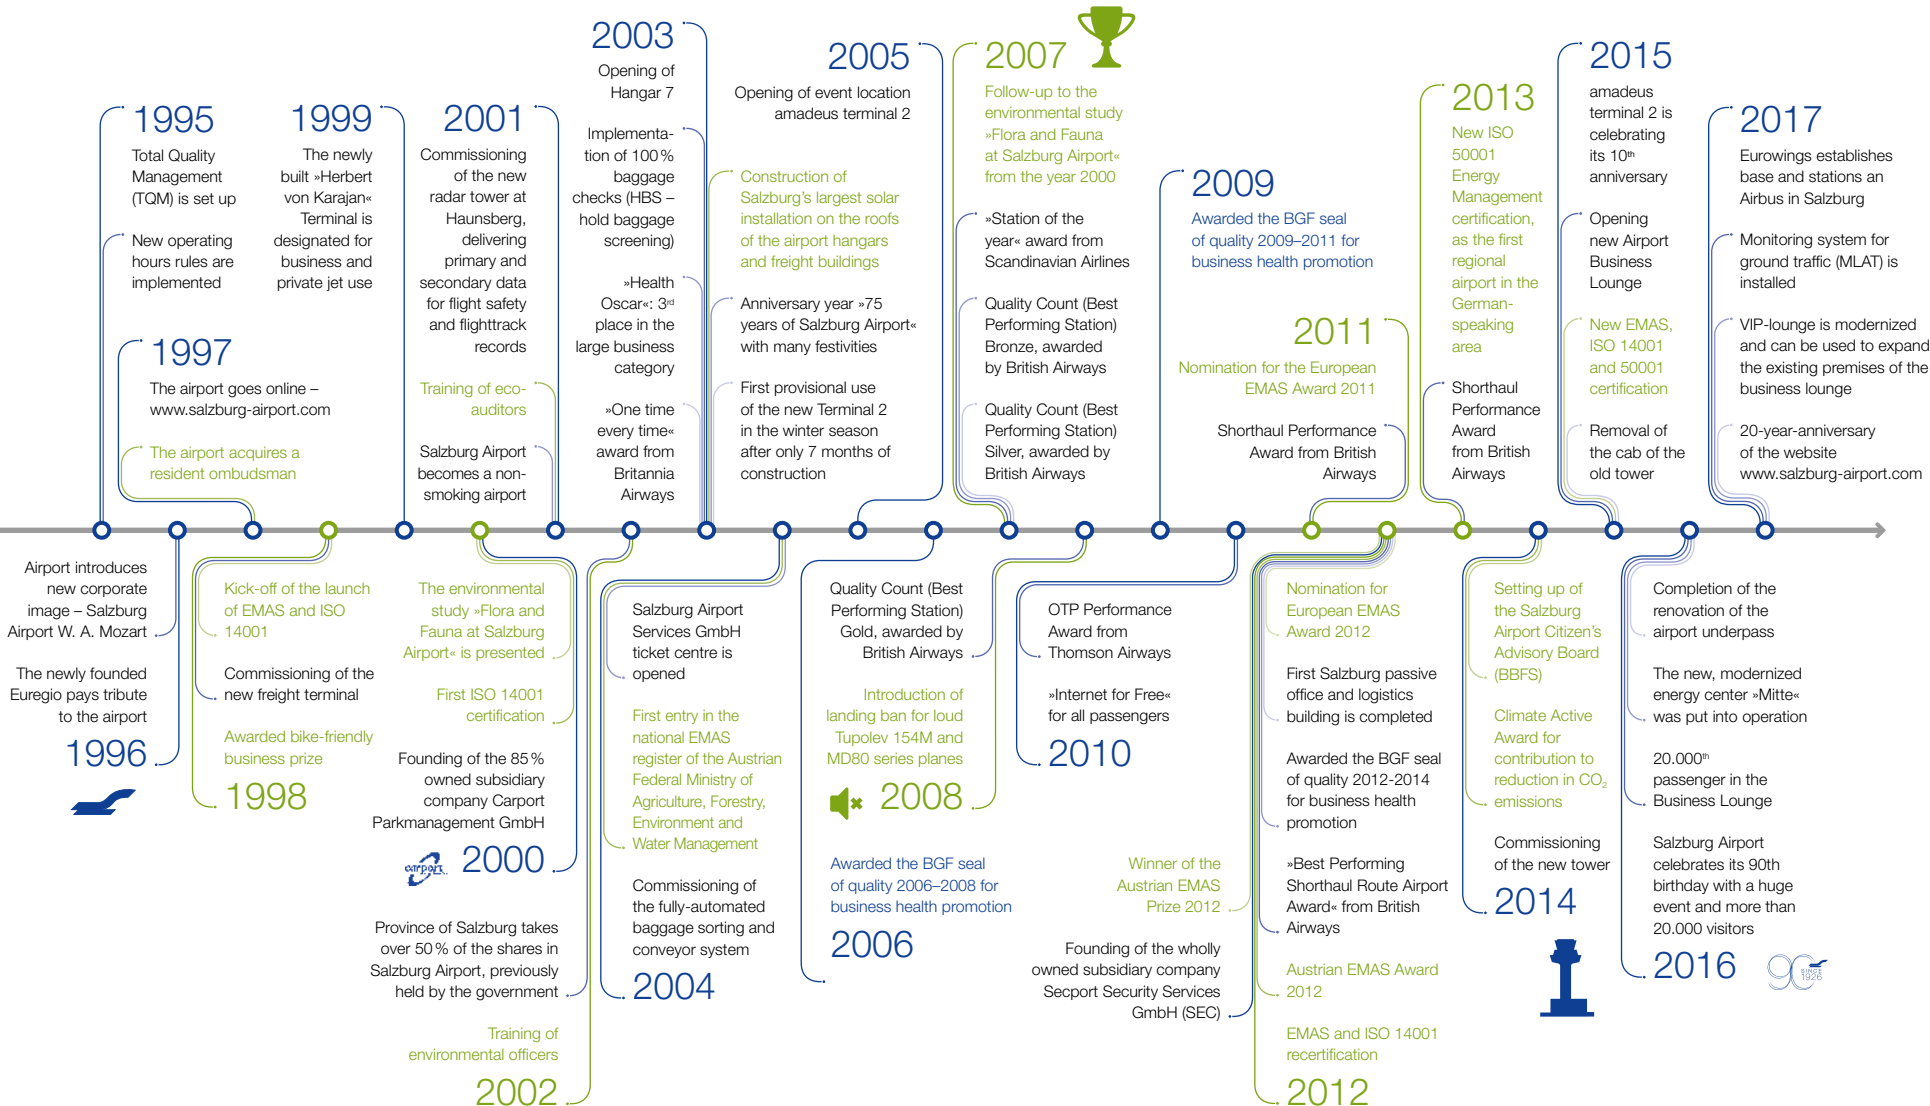 1995
Total Quality
Management
(TQM) is set up
New operating
hours rules are
implemented
1997
The airport goes online –
www.salzburg-airport.com
The airport acquires a
resident ombudsman
1999
The newly
built »Herbert
von Karajan«
Terminal is
designated for
business and
private jet use
2001
Commissioning
of the new
radar tower at
Haunsberg,
delivering
primary and
secondary data
for flight safety
and flighttrack
records
Training of eco-
auditors
Salzburg Airport
becomes a non-
smoking airport
2003
Opening of
Hangar 7
Implementa-
tion of 100 %
baggage
checks (HBS –
hold baggage
screening)
»Health
Oscar«: 3rd
place in the
large business
category
»One time
every time«
award from
Britannia
Airways
Construction of
Salzburg's largest solar
installation on the roofs
of the airport hangars
and freight buildings
Anniversary year »75
years of Salzburg Airport«
with many festivities
First provisional use
of the new Terminal 2
in the winter season
after only 7 months of
construction
2005
Opening of event location
amadeus terminal 2
2007
Follow-up to the
environmental study
»Flora and Fauna
at Salzburg Airport«
from the year 2000
»Station of the
year« award from
Scandinavian Airlines
Quality Count (Best
Performing Station)
Bronze, awarded
by British Airways
Quality Count (Best
Performing Station)
Silver, awarded by
British Airways
2009
Awarded the BGF seal
of quality 2009–2011 for
business health promotion
2011
Nomination for the European
EMAS Award 2011
Shorthaul Performance
Award from British
Airways
2013
New ISO
50001
Energy
Management
certification,
as the first
regional
airport in the
German-
speaking
area
Shorthaul
Performance
Award
from British
Airways
2015
amadeus
terminal 2 is
celebrating
its 10th
anniversary
Opening
new Airport
Business
Lounge
New EMAS,
ISO 14001
and 50001
certification
Removal of
the cab of the
old tower
2017
Eurowings establishes
base and stations an
Airbus in Salzburg
Monitoring system for
ground traffic (MLAT) is
installed
VIP-lounge is modernized
and can be used to expand
the existing premises of the
business lounge
20-year-anniversary
of the website
www.salzburg-airport.com
Airport introduces
new corporate
image – Salzburg
Airport W. A. Mozart
The newly founded
Euregio pays tribute
to the airport
1996
Kick-off of the launch
of EMAS and ISO
14001
Commissioning of the
new freight terminal
Awarded bike-friendly
business prize
1998
The environmental
study »Flora and
Fauna at Salzburg
Airport« is presented
First ISO 14001
certification
Founding of the 85 %
owned subsidiary
company Carport
Parkmanagement GmbH
carport
2000
Province of Salzburg takes
over 50 % of the shares in
Salzburg Airport, previously
held by the government
Training of
environmental officers
2002
Salzburg Airport
Services GmbH
ticket centre is
opened
First entry in the
national EMAS
register of the Austrian
Federal Ministry of
Agriculture, Forestry,
Environment and
Water Management
Commissioning of
the fully-automated
baggage sorting and
conveyor system
2004
Quality Count (Best
Performing Station)
Gold, awarded by
British Airways
Introduction of
landing ban for loud
Tupolev 154M and
MD80 series planes
2008
Awarded the BGF seal
of quality 2006–2008 for
business health promotion
2006
OTP Performance
Award from
Thomson Airways
»Internet for Free«
for all passengers
2010
Winner of the
Austrian EMAS
Prize 2012
Founding of the wholly
owned subsidiary company
Secport Security Services
GmbH (SEC)
Nomination for
European EMAS
Award 2012
First Salzburg passive
office and logistics
building is completed
Awarded the BGF seal
of quality 2012-2014
for business health
promotion
»Best Performing
Shorthaul Route Airport
Award« from British
Airways
Austrian EMAS Award
2012
EMAS and ISO 14001
recertification
2012
Setting up of
the Salzburg
Airport Citizen's
Advisory Board
(BBFS)
Climate Active
Award for
contribution to
reduction in CO₂
emissions
Commissioning
of the new tower
2014
Completion of the
renovation of the
airport underpass
The new, modernized
energy center »Mitte«
was put into operation
20.000th
passenger in the
Business Lounge
Salzburg Airport
celebrates its 90th
birthday with a huge
event and more than
20.000 visitors
2016
90
SINCE
1926